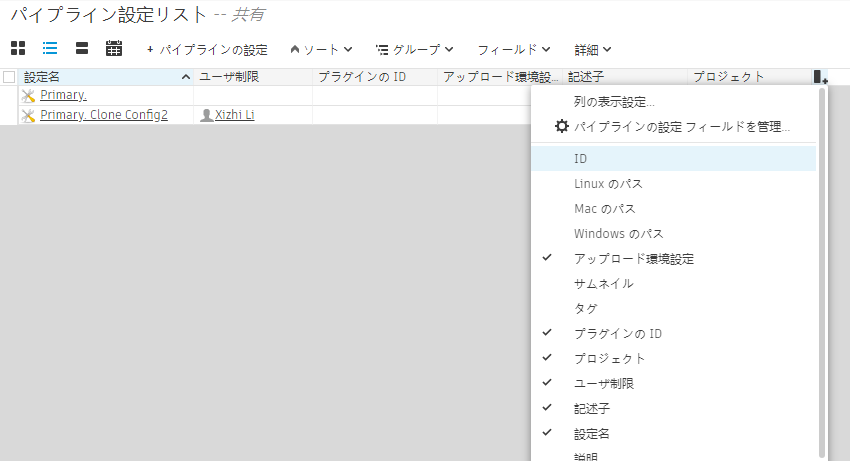 パイプライン設定リスト -- 共有
+ パイプラインの設定 ソート グループ フィールド 詳細
設定名 ユーザ制限 プラグインの ID アップロード環境設... 記述子 プロジェクト
Primary.
Primary. Clone Config2 Xizhi Li
列の表示設定...
パイプラインの設定 フィールドを管理...
ID
Linux のパス
Mac のパス
Windows のパス
アップロード環境設定
サムネイル
タグ
プラグインの ID
プロジェクト
ユーザ制限
記述子
設定名
説明